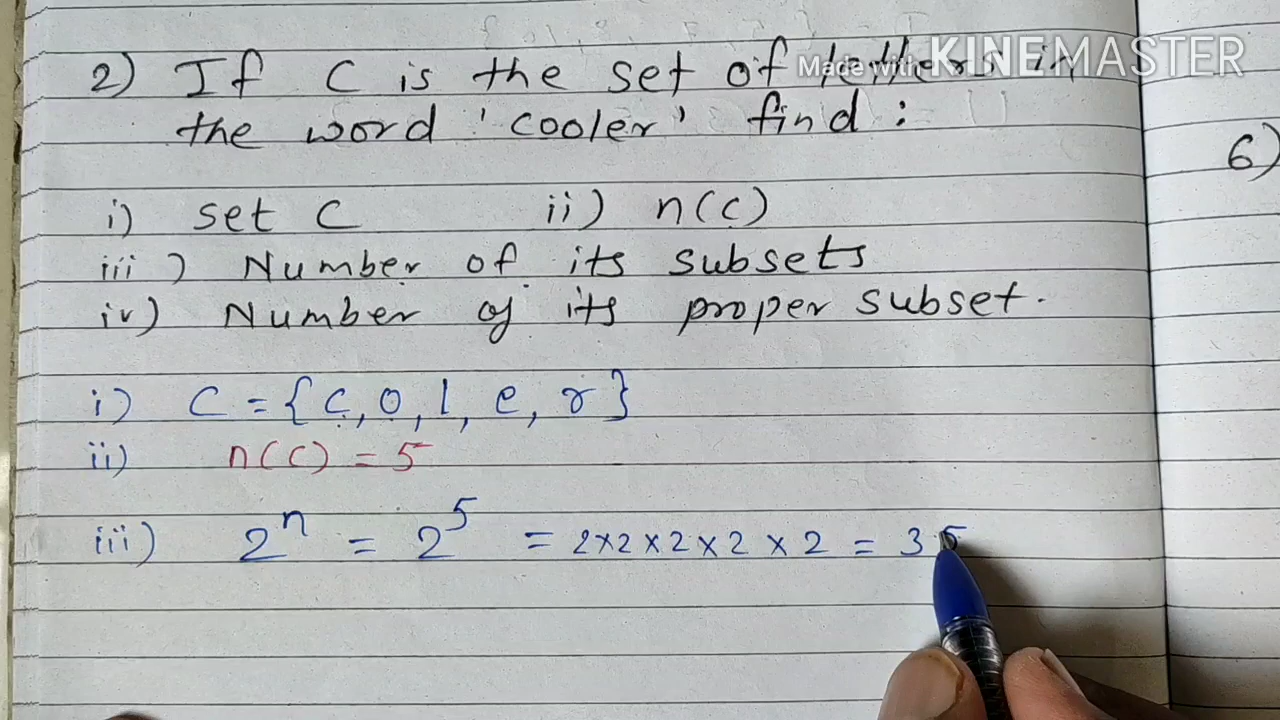 2) If C is the set of letters in
Made with KINEMASTER
the word 'cooler' find :
6)
i) set C ii) n(c)
iii) Number of its subsets
iv) Number of its proper subset.
i) C = { c, o, l, e, r }
ii) n(C) = 5
iii) 2^n = 2^5 = 2×2×2×2×2 = 3